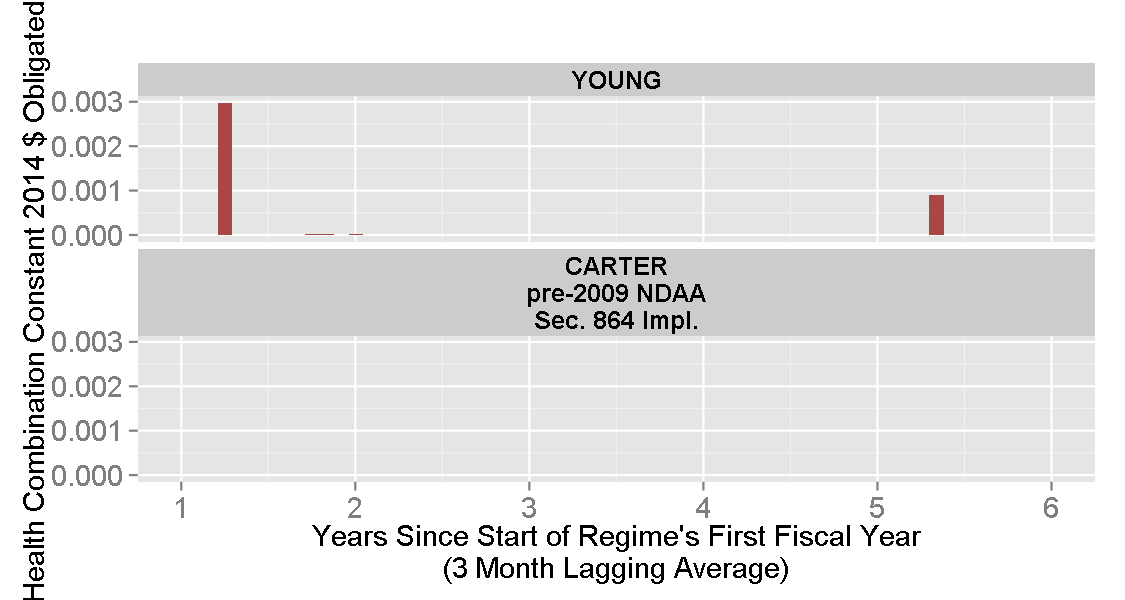 Health Combination Constant 2014 $ Obligated
YOUNG
0.003
0.002
0.001
0.000
CARTER
pre-2009 NDAA
Sec. 864 Impl.
0.003
0.002
0.001
0.000
1 2 3 4 5 6
Years Since Start of Regime's First Fiscal Year
(3 Month Lagging Average)